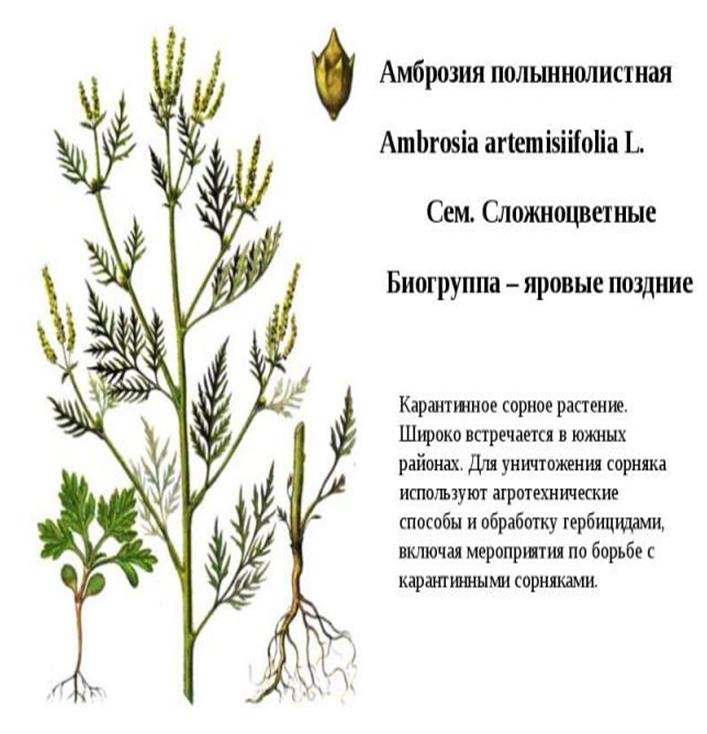 Амброзия полыннолистная
Ambrosia artemisiifolia L.
Сем. Сложноцветные
Биогруппа – яровые поздние
Карантинное сорное растение.
Широко встречается в южных
районах. Для уничтожения сорняка
используют агротехнические
способы и обработку гербицидами,
включая мероприятия по борьбе с
карантинными сорняками.